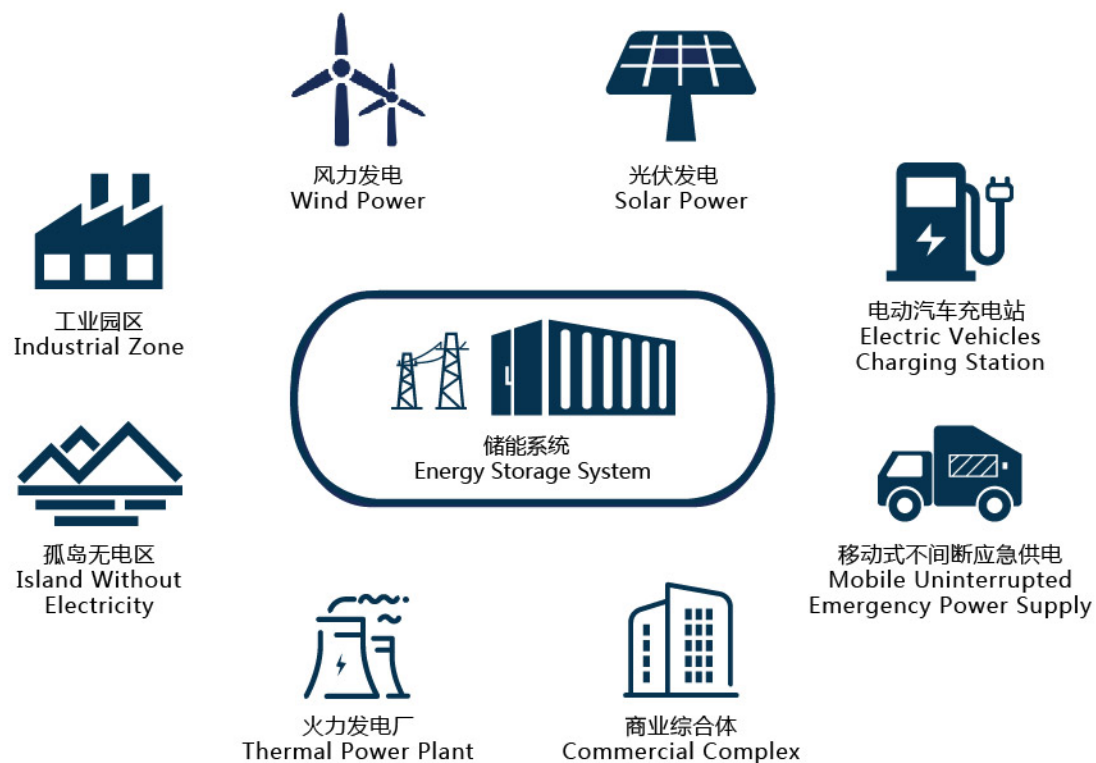 风力发电
Wind Power
光伏发电
Solar Power
工业园区
Industrial Zone
电动汽车充电站
Electric Vehicles
Charging Station
储能系统
Energy Storage System
孤岛无电区
Island Without
Electricity
移动式不间断应急供电
Mobile Uninterrupted
Emergency Power Supply
火力发电厂
Thermal Power Plant
商业综合体
Commercial Complex